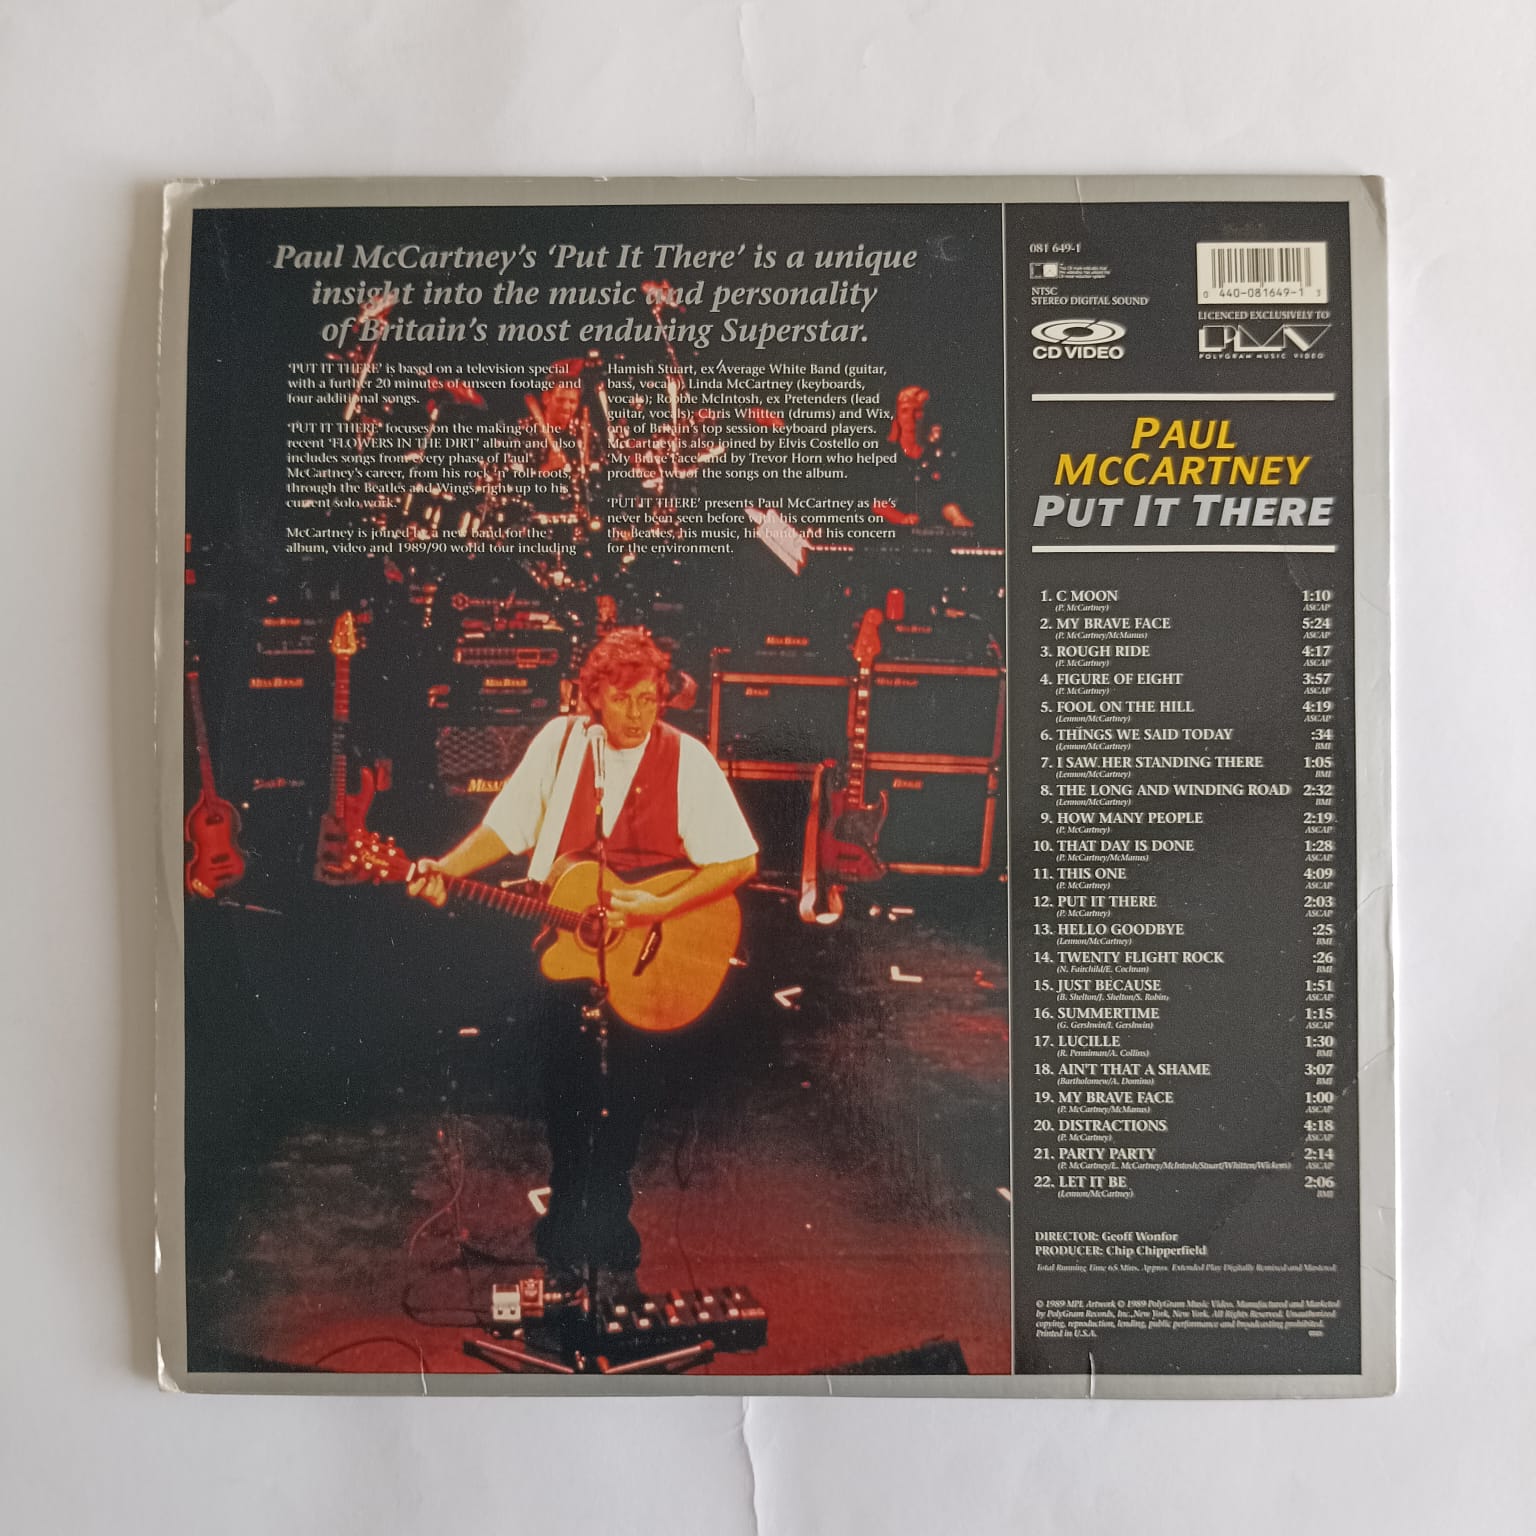 Paul McCartney's 'Put It There' is a unique
insight into the music and personality
of Britain's most enduring Superstar.
'PUT IT THERE' is based on a television special
with a further 20 minutes of unseen footage and
four additional songs.
'PUT IT THERE' focuses on the making of the
recent 'FLOWERS IN THE DIRT' album and also
includes songs from every phase of Paul
McCartney's career, from his rock 'n' roll roots,
through the Beatles and Wings, right up to his
current solo work.
McCartney is joined by a new band for the
album, video and 1989/90 world tour including
Hamish Stuart, ex Average White Band (guitar,
bass, vocals); Linda McCartney (keyboards,
vocals); Robbie McIntosh, ex Pretenders (lead
guitar, vocals); Chris Whitten (drums) and Wix,
one of Britain's top session keyboard players.
McCartney is also joined by Elvis Costello on
'My Brave Face' and by Trevor Horn who helped
produce two of the songs on the album.
'PUT IT THERE' presents Paul McCartney as he's
never been seen before with his comments on
the Beatles, his music, his band and his concern
for the environment.
MESA BOOGIE
MESA BOOGIE
MESA
081 649-1
NTSC
STEREO DIGITAL SOUND
CD VIDEO
0 440-081649-1 3
LICENCED EXCLUSIVELY TO
PMV
POLYGRAM MUSIC VIDEO
PAUL
MCCARTNEY
PUT IT THERE
1. C MOON 1:10
(P. McCartney) ASCAP
2. MY BRAVE FACE 5:24
(P. McCartney/McManus) ASCAP
3. ROUGH RIDE 4:17
(P. McCartney) ASCAP
4. FIGURE OF EIGHT 3:57
(P. McCartney) ASCAP
5. FOOL ON THE HILL 4:19
(Lennon/McCartney) ASCAP
6. THINGS WE SAID TODAY :34
(Lennon/McCartney) BMI
7. I SAW HER STANDING THERE 1:05
(Lennon/McCartney) BMI
8. THE LONG AND WINDING ROAD 2:32
(Lennon/McCartney) BMI
9. HOW MANY PEOPLE 2:19
(P. McCartney) ASCAP
10. THAT DAY IS DONE 1:28
(P. McCartney/McManus) ASCAP
11. THIS ONE 4:09
(P. McCartney) ASCAP
12. PUT IT THERE 2:03
(P. McCartney) ASCAP
13. HELLO GOODBYE :25
(Lennon/McCartney) BMI
14. TWENTY FLIGHT ROCK :26
(N. Fairchild/E. Cochran) BMI
15. JUST BECAUSE 1:51
(B. Shelton/J. Shelton/S. Robin) ASCAP
16. SUMMERTIME 1:15
(G. Gershwin/I. Gershwin) ASCAP
17. LUCILLE 1:30
(R. Penniman/A. Collins) BMI
18. AIN'T THAT A SHAME 3:07
(Bartholomew/A. Domino) BMI
19. MY BRAVE FACE 1:00
(P. McCartney/McManus) ASCAP
20. DISTRACTIONS 4:18
(P. McCartney) ASCAP
21. PARTY PARTY 2:14
(P. McCartney/L. McCartney/McIntosh/Stuart/Whitten/Wickens) ASCAP
22. LET IT BE 2:06
(Lennon/McCartney) BMI
DIRECTOR: Geoff Wonfor
PRODUCER: Chip Chipperfield
Total Running Time 65 Mins. Approx. Extended Play Digitally Remixed and Mastered
© 1989 MPL Artwork © 1989 PolyGram Music Video. Manufactured and Marketed
by PolyGram Records, Inc., New York, New York. All Rights Reserved. Unauthorized
copying, reproduction, lending, public performance and broadcasting prohibited.
Printed in U.S.A.